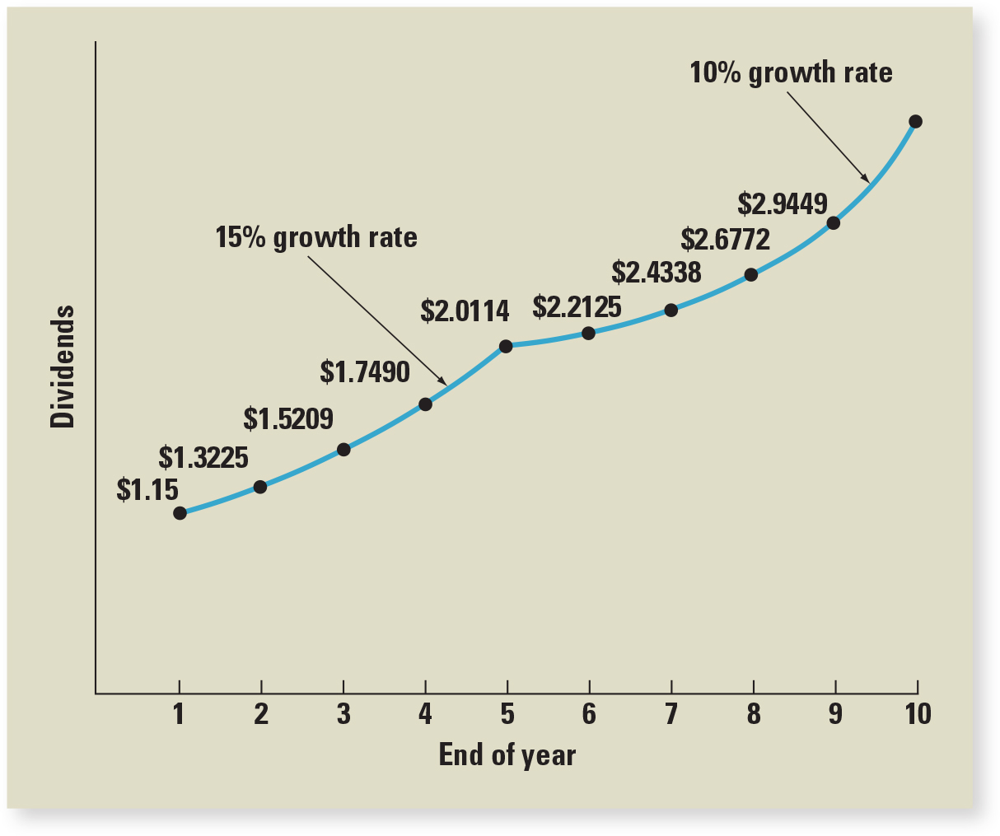 10% growth rate
$2.9449
15% growth rate
$2.6772
$2.4338
$2.0114
$2.2125
$1.7490
$1.5209
$1.3225
$1.15
Dividends
1 2 3 4 5 6 7 8 9 10
End of year